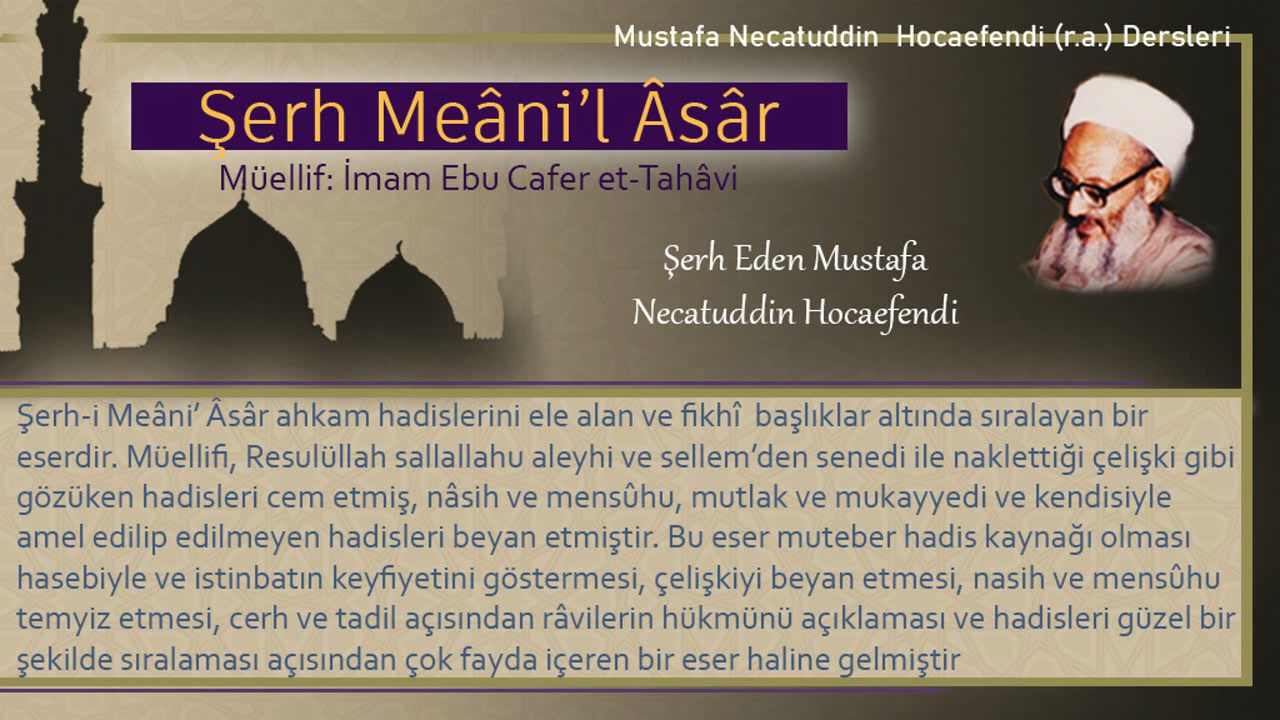 Mustafa Necatuddin Hocaefendi (r.a.) Dersleri
Şerh Meâni’l Âsâr
Müellif: İmam Ebu Cafer et-Tahâvi
Şerh Eden Mustafa
Necatuddin Hocaefendi
Şerh-i Meâni’ Âsâr ahkam hadislerini ele alan ve fikhî başlıklar altında sıralayan bir
eserdir. Müellifi, Resulüllah sallallahu aleyhi ve sellem’den senedi ile naklettiği çelişki gibi
gözüken hadisleri cem etmiş, nâsih ve mensûhu, mutlak ve mukayyedi ve kendisiyle
amel edilip edilmeyen hadisleri beyan etmiştir. Bu eser muteber hadis kaynağı olması
hasebiyle ve istinbatın keyfiyetini göstermesi, çelişkiyi beyan etmesi, nasih ve mensûhu
temyiz etmesi, cerh ve tadil açısından râvilerin hükmünü açıklaması ve hadisleri güzel bir
şekilde sıralaması açısından çok fayda içeren bir eser haline gelmiştir